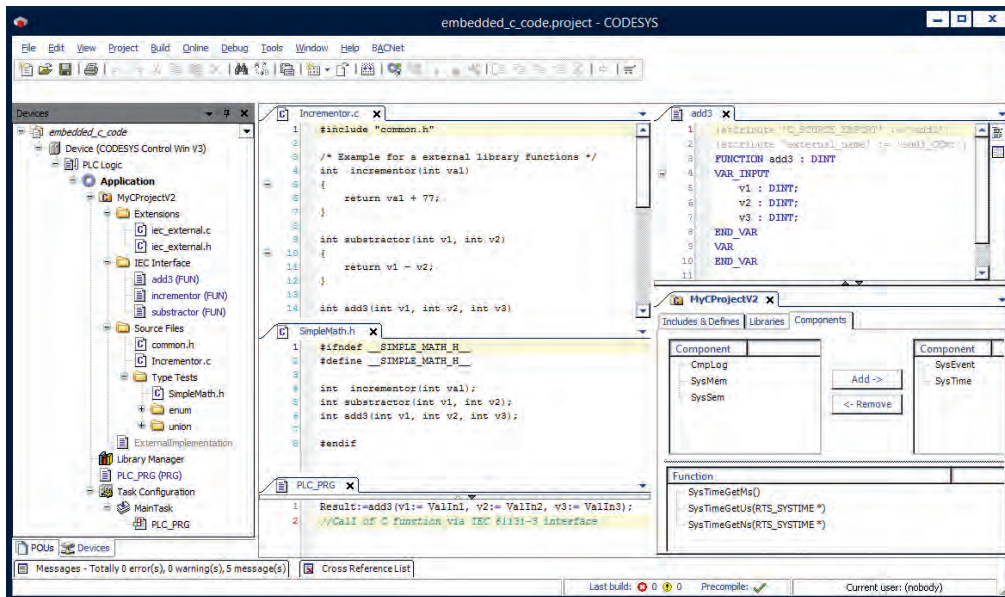 embedded_c_code.project - CODESYS
File Edit View Project Build Online Debug Tools Window Help BACNet
Devices
embedded_c_code
Device (CODESYS Control Win V3)
PLC Logic
Application
MyCProjectV2
Extensions
iec_external.c
iec_external.h
IEC Interface
add3 (FUN)
incrementor (FUN)
substractor (FUN)
Source Files
common.h
Incrementor.c
Type Tests
SimpleMath.h
enum
union
ExternalImplementation
Library Manager
PLC_PRG (PRG)
Task Configuration
MainTask
PLC_PRG
POUs Devices
Incrementor.c
1 #include "common.h"
2
3 /* Example for a external library functions */
4 int incrementor(int val)
5 {
6 return val + 77;
7 }
8
9 int substractor(int v1, int v2)
10 {
11 return v1 - v2;
12 }
13
14 int add3(int v1, int v2, int v3)
SimpleMath.h
1 #ifndef __SIMPLE_MATH_H__
2 #define __SIMPLE_MATH_H__
3
4 int incrementor(int val);
5 int substractor(int v1, int v2);
6 int add3(int v1, int v2, int v3);
7
8 #endif
PLC_PRG
1 Result:=add3(v1:= ValIn1, v2:= ValIn2, v3:= ValIn3);
2 //Call of C function via IEC 61131-3 interface
add3
1 {attribute 'C_SOURCE_EXPORT' :=
2 {attribute 'external_name' :=
3 FUNCTION add3 : DINT
4 VAR_INPUT
5 v1 : DINT;
6 v2 : DINT;
7 v3 : DINT;
8 END_VAR
9 VAR
10 END_VAR
11
MyCProjectV2
Includes & Defines Libraries Components
Component
CmpLog
SysMem
SysSem
Add ->
<- Remove
Component
SysEvent
SysTime
Function
SysTimeGetMs()
SysTimeGetUs(RTS_SYSTIME *)
SysTimeGetNs(RTS_SYSTIME *)
Messages - Totally 0 error(s), 0 warning(s), 5 message(s) Cross Reference List
Last build: 0 0 Precompile: Current user: (nobody)